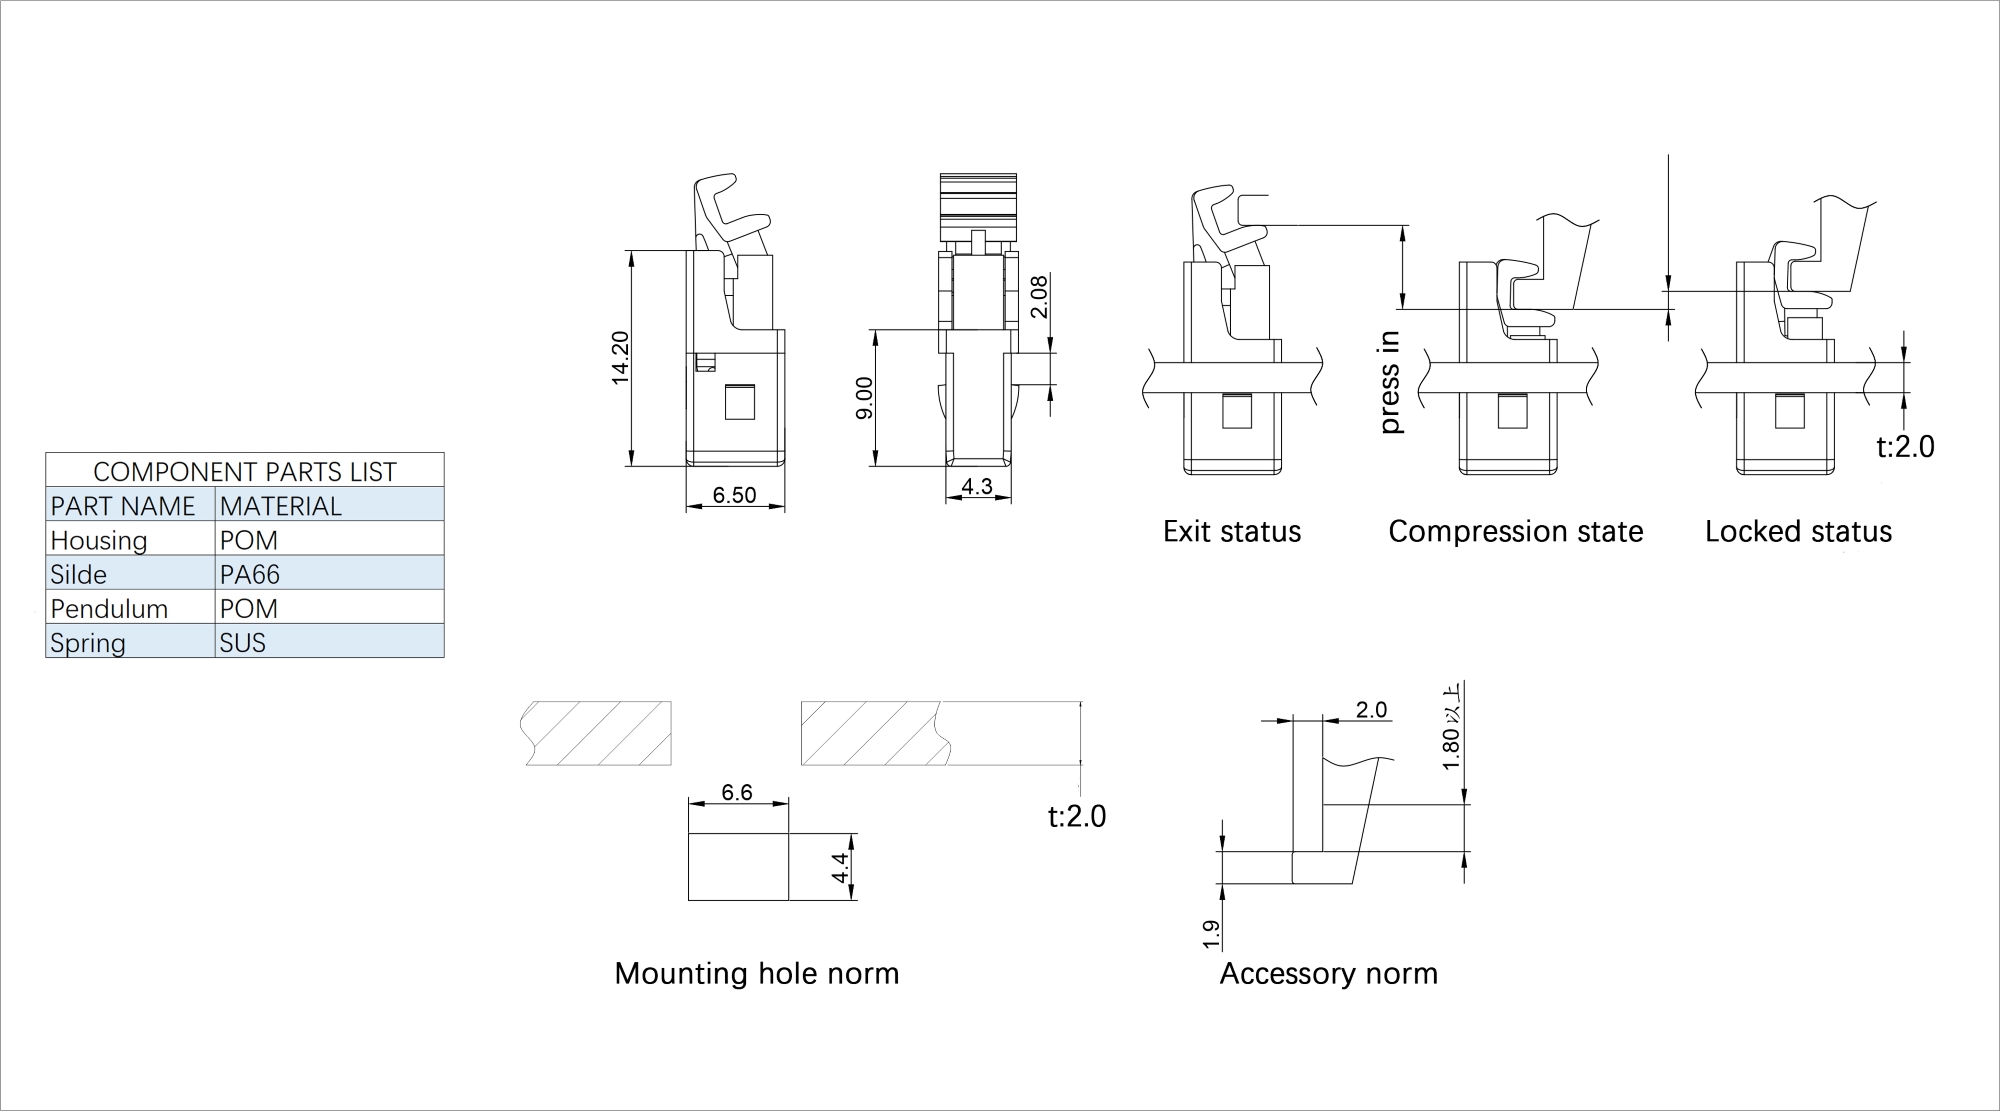 COMPONENT PARTS LIST
PART NAME MATERIAL
Housing POM
Silde PA66
Pendulum POM
Spring SUS
14.20
6.50
9.00
4.3
2.08
press in
t:2.0
Exit status
Compression state
Locked status
t:2.0
6.6
4.4
Mounting hole norm
2.0
1.80以上
1.9
Accessory norm